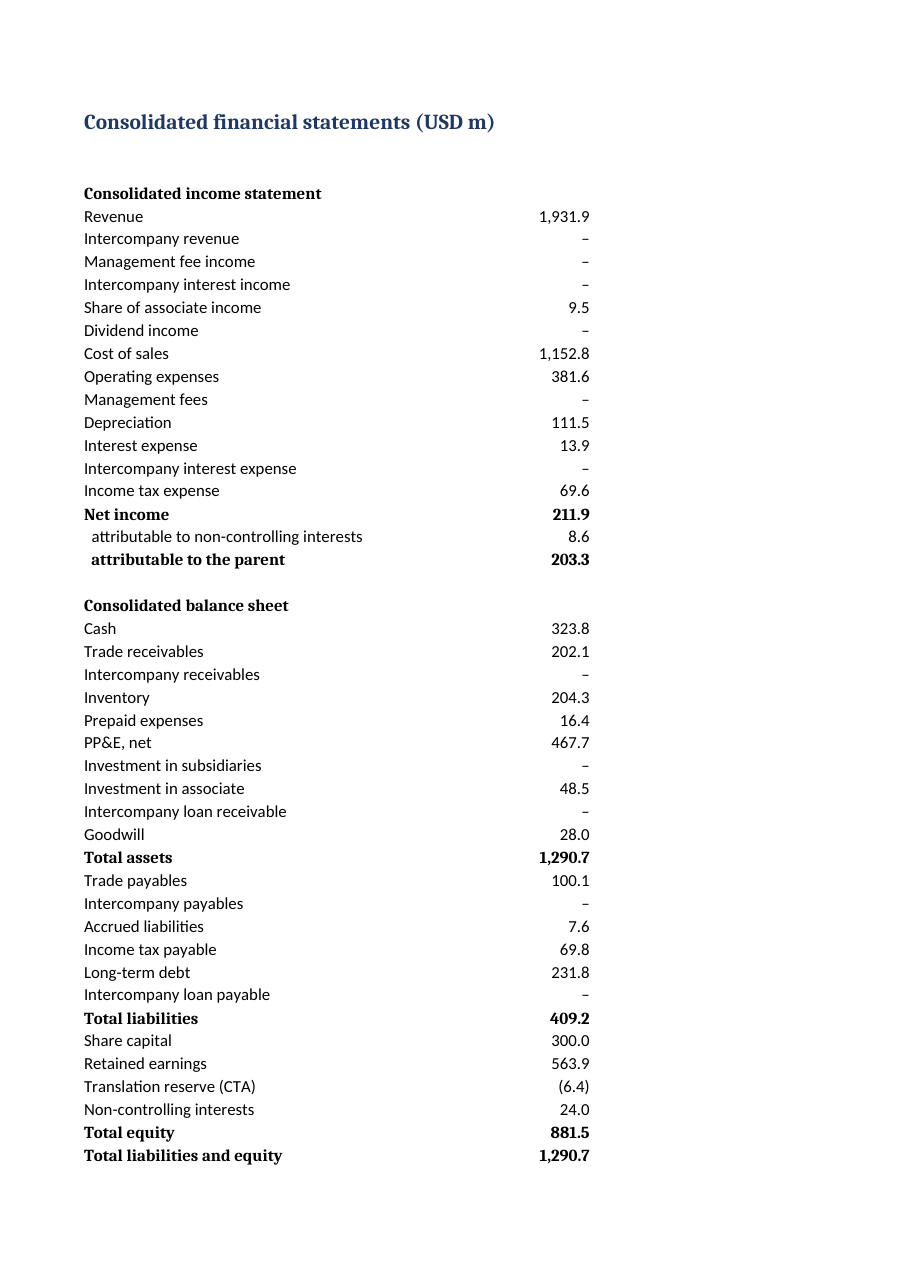 Consolidated financial statements (USD m)
Consolidated income statement
Revenue 1,931.9
Intercompany revenue –
Management fee income –
Intercompany interest income –
Share of associate income 9.5
Dividend income –
Cost of sales 1,152.8
Operating expenses 381.6
Management fees –
Depreciation 111.5
Interest expense 13.9
Intercompany interest expense –
Income tax expense 69.6
Net income 211.9
attributable to non-controlling interests 8.6
attributable to the parent 203.3
Consolidated balance sheet
Cash 323.8
Trade receivables 202.1
Intercompany receivables –
Inventory 204.3
Prepaid expenses 16.4
PP&E, net 467.7
Investment in subsidiaries –
Investment in associate 48.5
Intercompany loan receivable –
Goodwill 28.0
Total assets 1,290.7
Trade payables 100.1
Intercompany payables –
Accrued liabilities 7.6
Income tax payable 69.8
Long-term debt 231.8
Intercompany loan payable –
Total liabilities 409.2
Share capital 300.0
Retained earnings 563.9
Translation reserve (CTA) (6.4)
Non-controlling interests 24.0
Total equity 881.5
Total liabilities and equity 1,290.7